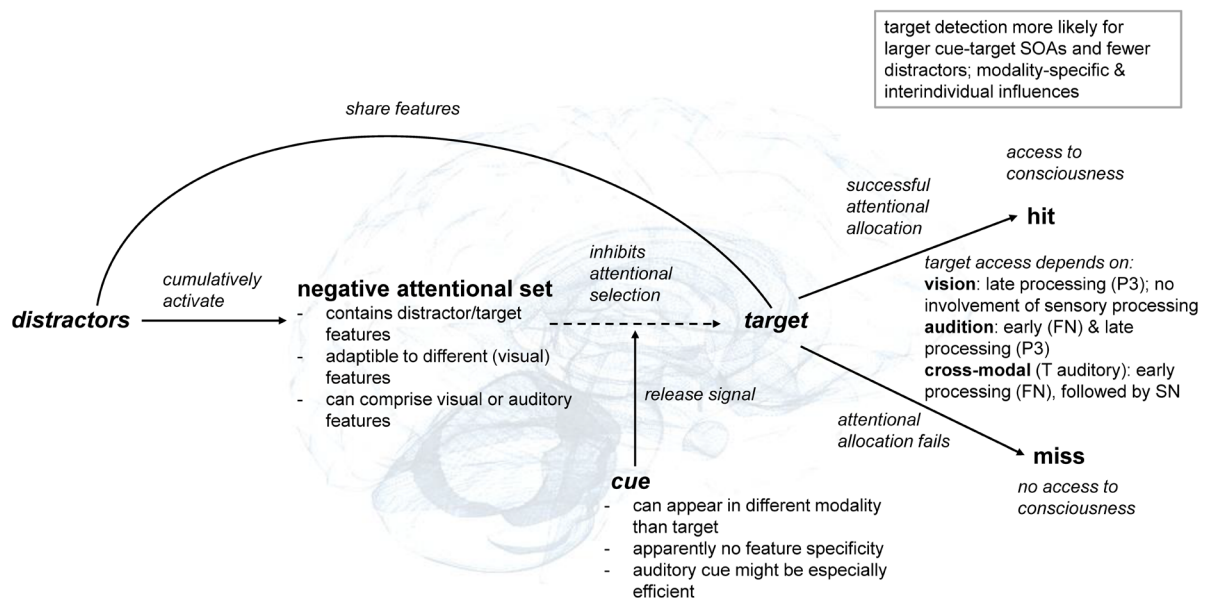 target detection more likely for
larger cue-target SOAs and fewer
distractors; modality-specific &
interindividual influences
share features
access to
consciousness
successful
attentional
allocation
hit
inhibits
attentional
selection
cumulatively
activate
negative attentional set
- contains distractor/target
features
- adaptible to different (visual)
features
- can comprise visual or auditory
features
distractors
target
target access depends on:
vision: late processing (P3); no
involvement of sensory processing
audition: early (FN) & late
processing (P3)
cross-modal (T auditory): early
processing (FN), followed by SN
release signal
attentional
allocation fails
miss
no access to
consciousness
cue
- can appear in different modality
than target
- apparently no feature specificity
- auditory cue might be especially
efficient